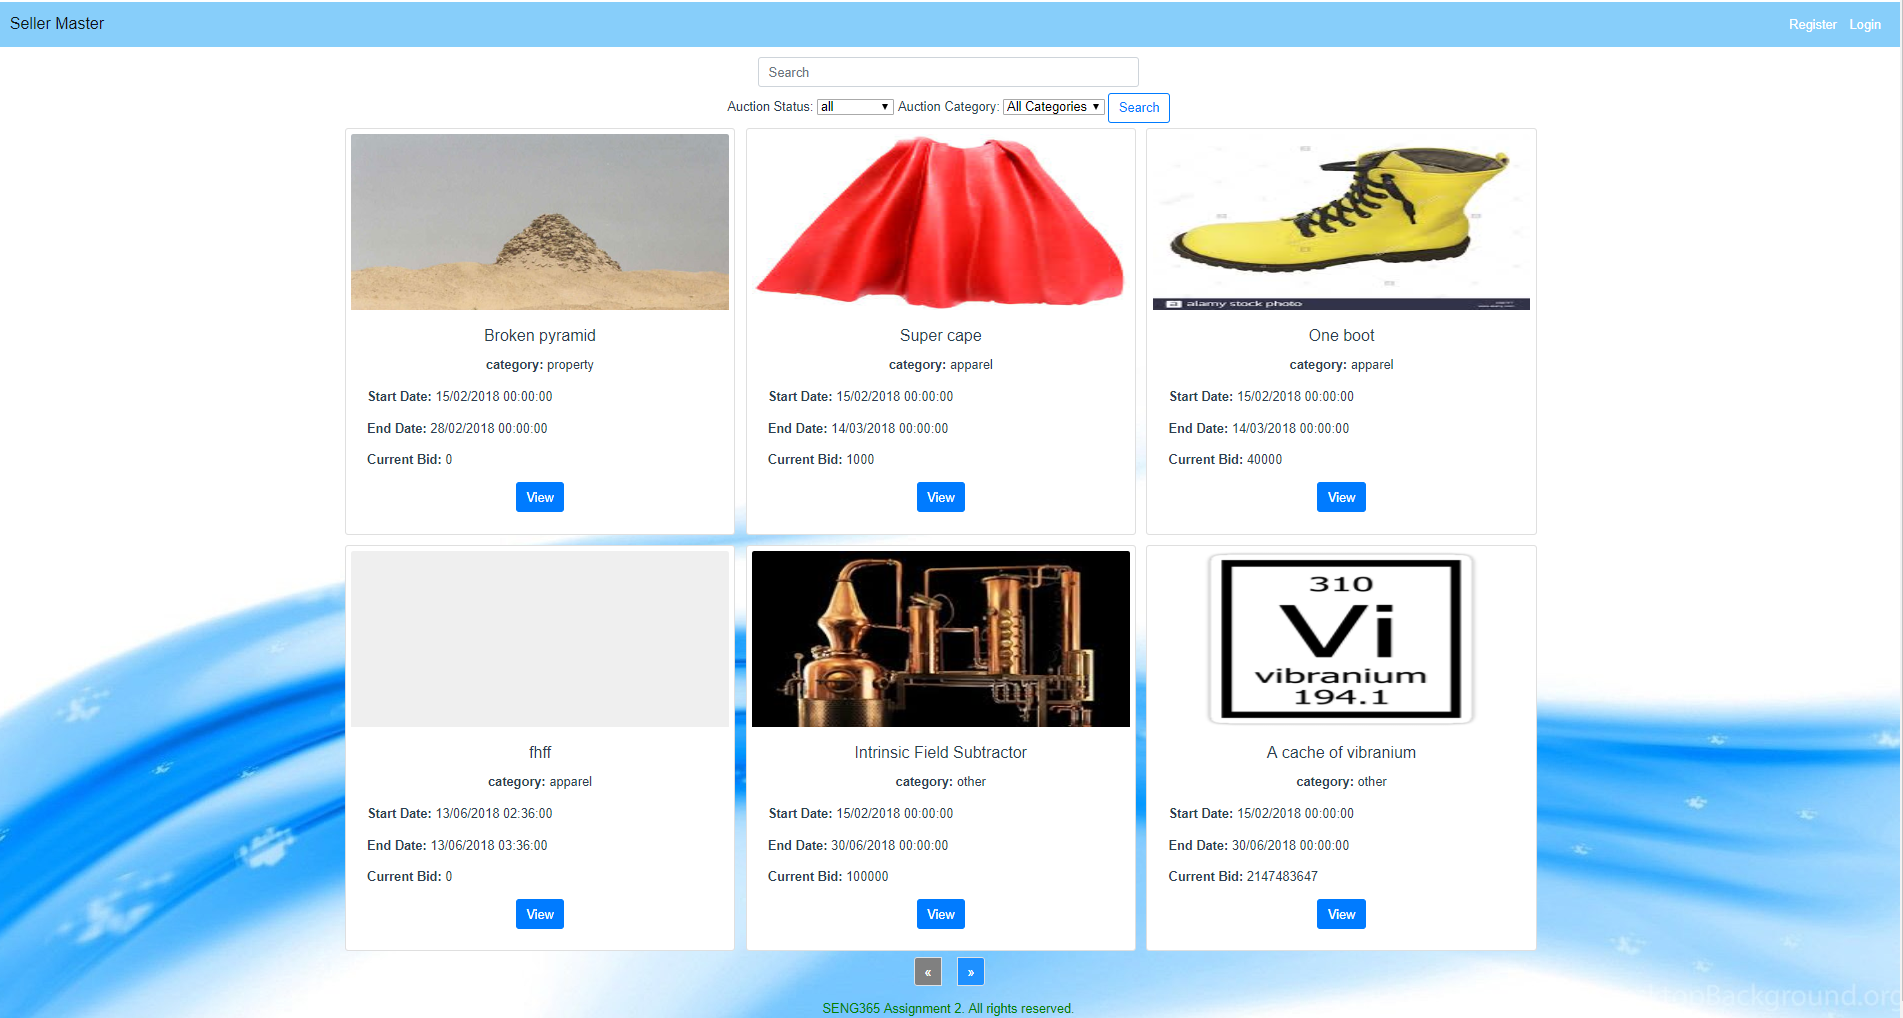 Seller Master
Register Login
Search
Auction Status: all Auction Category: All Categories Search
alamy stock photo
Broken pyramid
category: property
Start Date: 15/02/2018 00:00:00
End Date: 28/02/2018 00:00:00
Current Bid: 0
View
Super cape
category: apparel
Start Date: 15/02/2018 00:00:00
End Date: 14/03/2018 00:00:00
Current Bid: 1000
View
One boot
category: apparel
Start Date: 15/02/2018 00:00:00
End Date: 14/03/2018 00:00:00
Current Bid: 40000
View
fhff
category: apparel
Start Date: 13/06/2018 02:36:00
End Date: 13/06/2018 03:36:00
Current Bid: 0
View
Intrinsic Field Subtractor
category: other
Start Date: 15/02/2018 00:00:00
End Date: 30/06/2018 00:00:00
Current Bid: 100000
View
310
Vi
vibranium
194.1
A cache of vibranium
category: other
Start Date: 15/02/2018 00:00:00
End Date: 30/06/2018 00:00:00
Current Bid: 2147483647
View
« »
topBackground.org
SENG365 Assignment 2. All rights reserved.